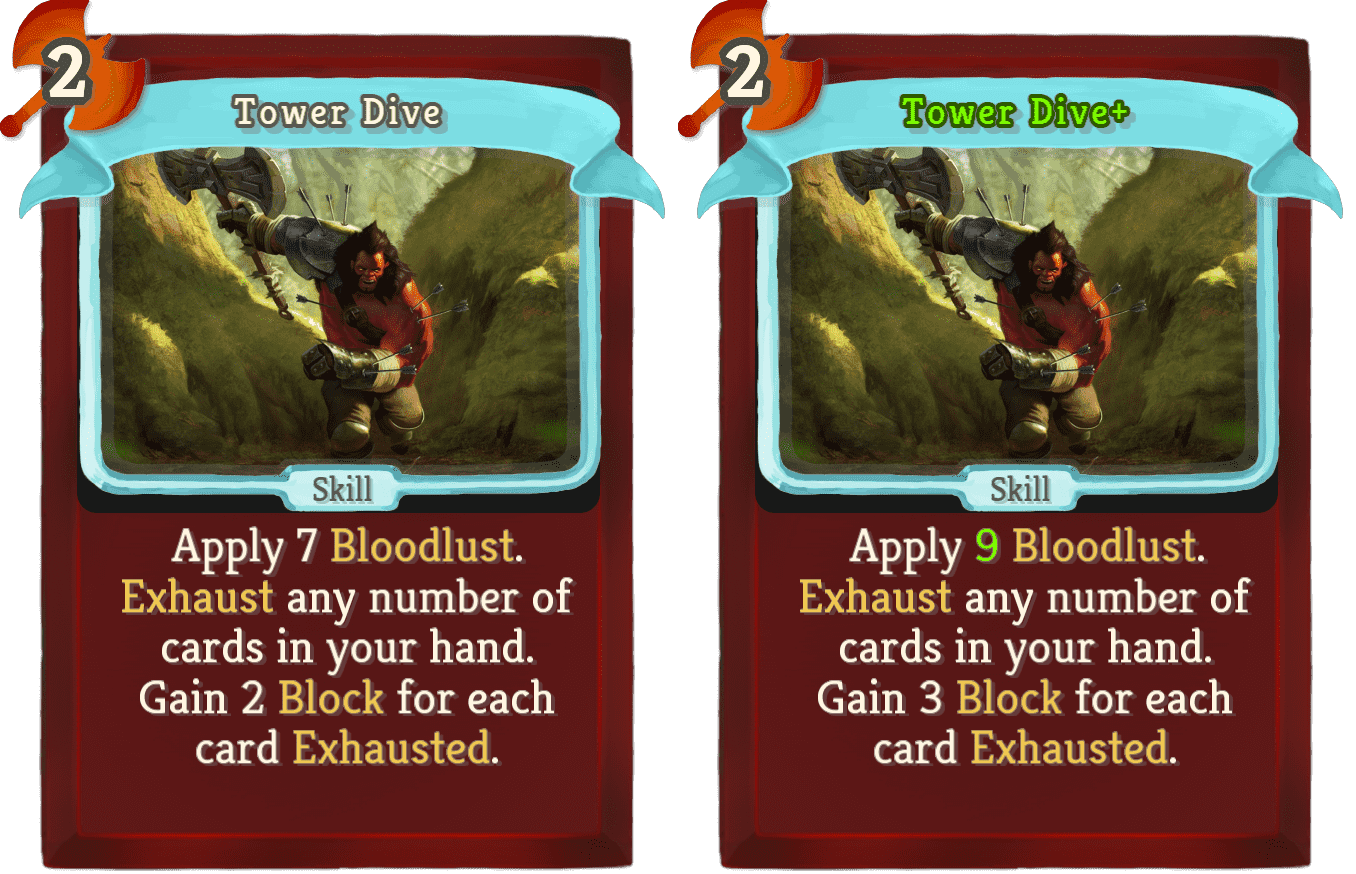 2
Tower Dive
Skill
Apply 7 Bloodlust.
Exhaust any number of
cards in your hand.
Gain 2 Block for each
card Exhausted.
2
Tower Dive+
Skill
Apply 9 Bloodlust.
Exhaust any number of
cards in your hand.
Gain 3 Block for each
card Exhausted.